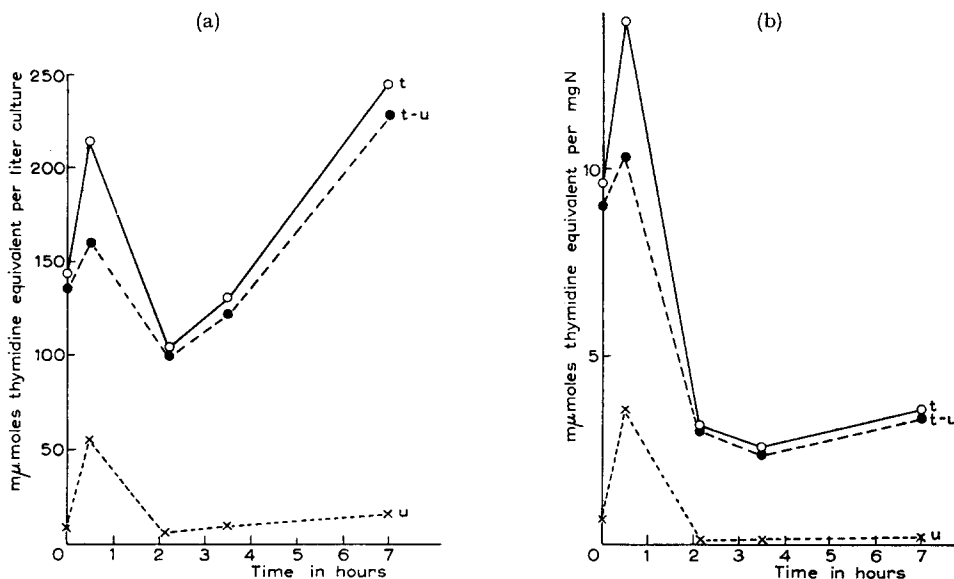 (a)
mμmoles thymidine equivalent per liter culture
250
200
150
100
50
0
1
2
3
4
5
6
7
Time in hours
t
t-u
u
(b)
mμmoles thymidine equivalent per mgN
10
5
0
1
2
3
4
5
6
7
Time in hours
t
t-u
u